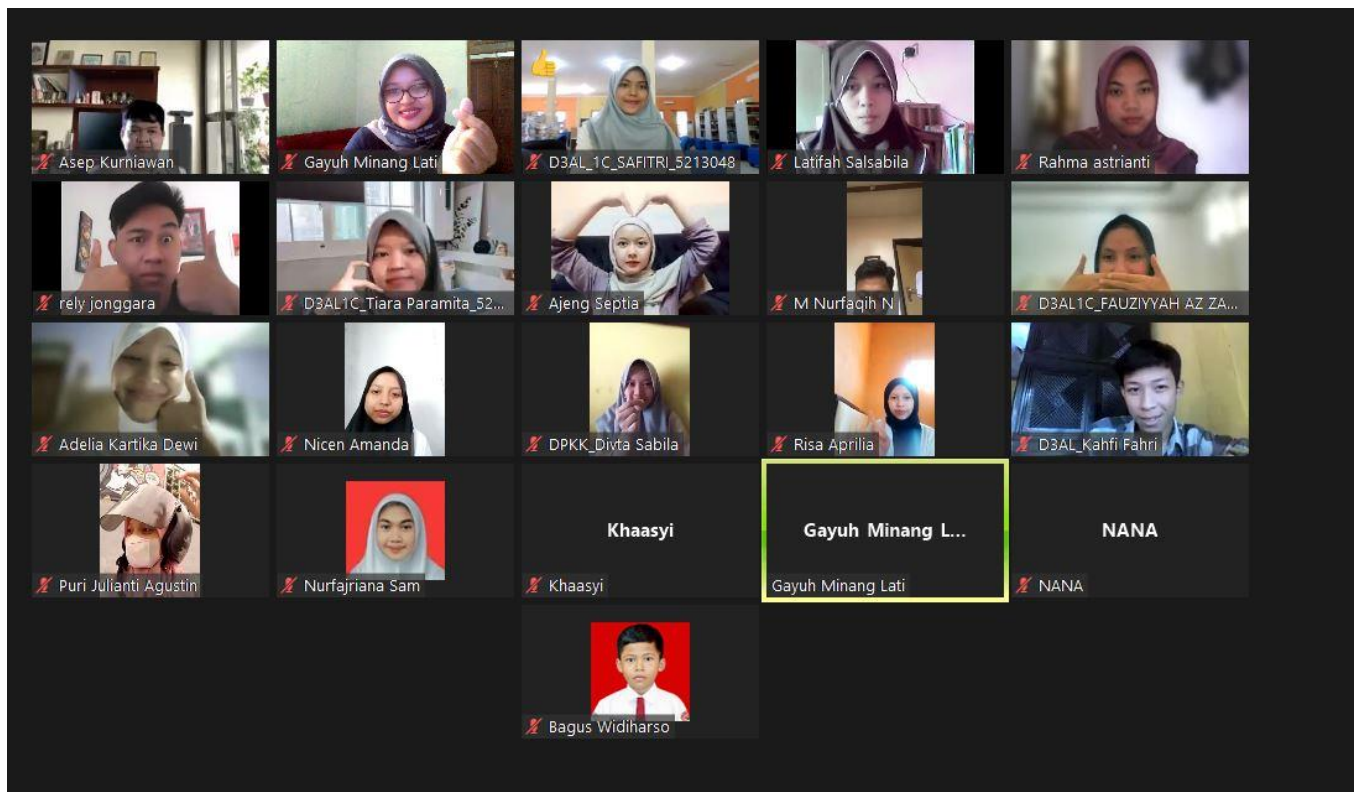 Asep Kurniawan
Gayuh Minang Lati
D3AL_1C_SAFITRI_5213048
Latifah Salsabila
Rahma astrianti
rely jonggara
D3AL1C_Tiara Paramita_52...
Ajeng Septia
M Nurfaqih N
D3AL1C_FAUZIYYAH AZ ZA...
Adelia Kartika Dewi
Nicen Amanda
DPKK_Divta Sabila
Risa Aprilia
D3AL_Kahfi Fahri
Puri Julianti Agustin
Nurfajriana Sam
Khaasyi
Khaasyi
Gayuh Minang L...
Gayuh Minang Lati
NANA
NANA
Bagus Widiharso